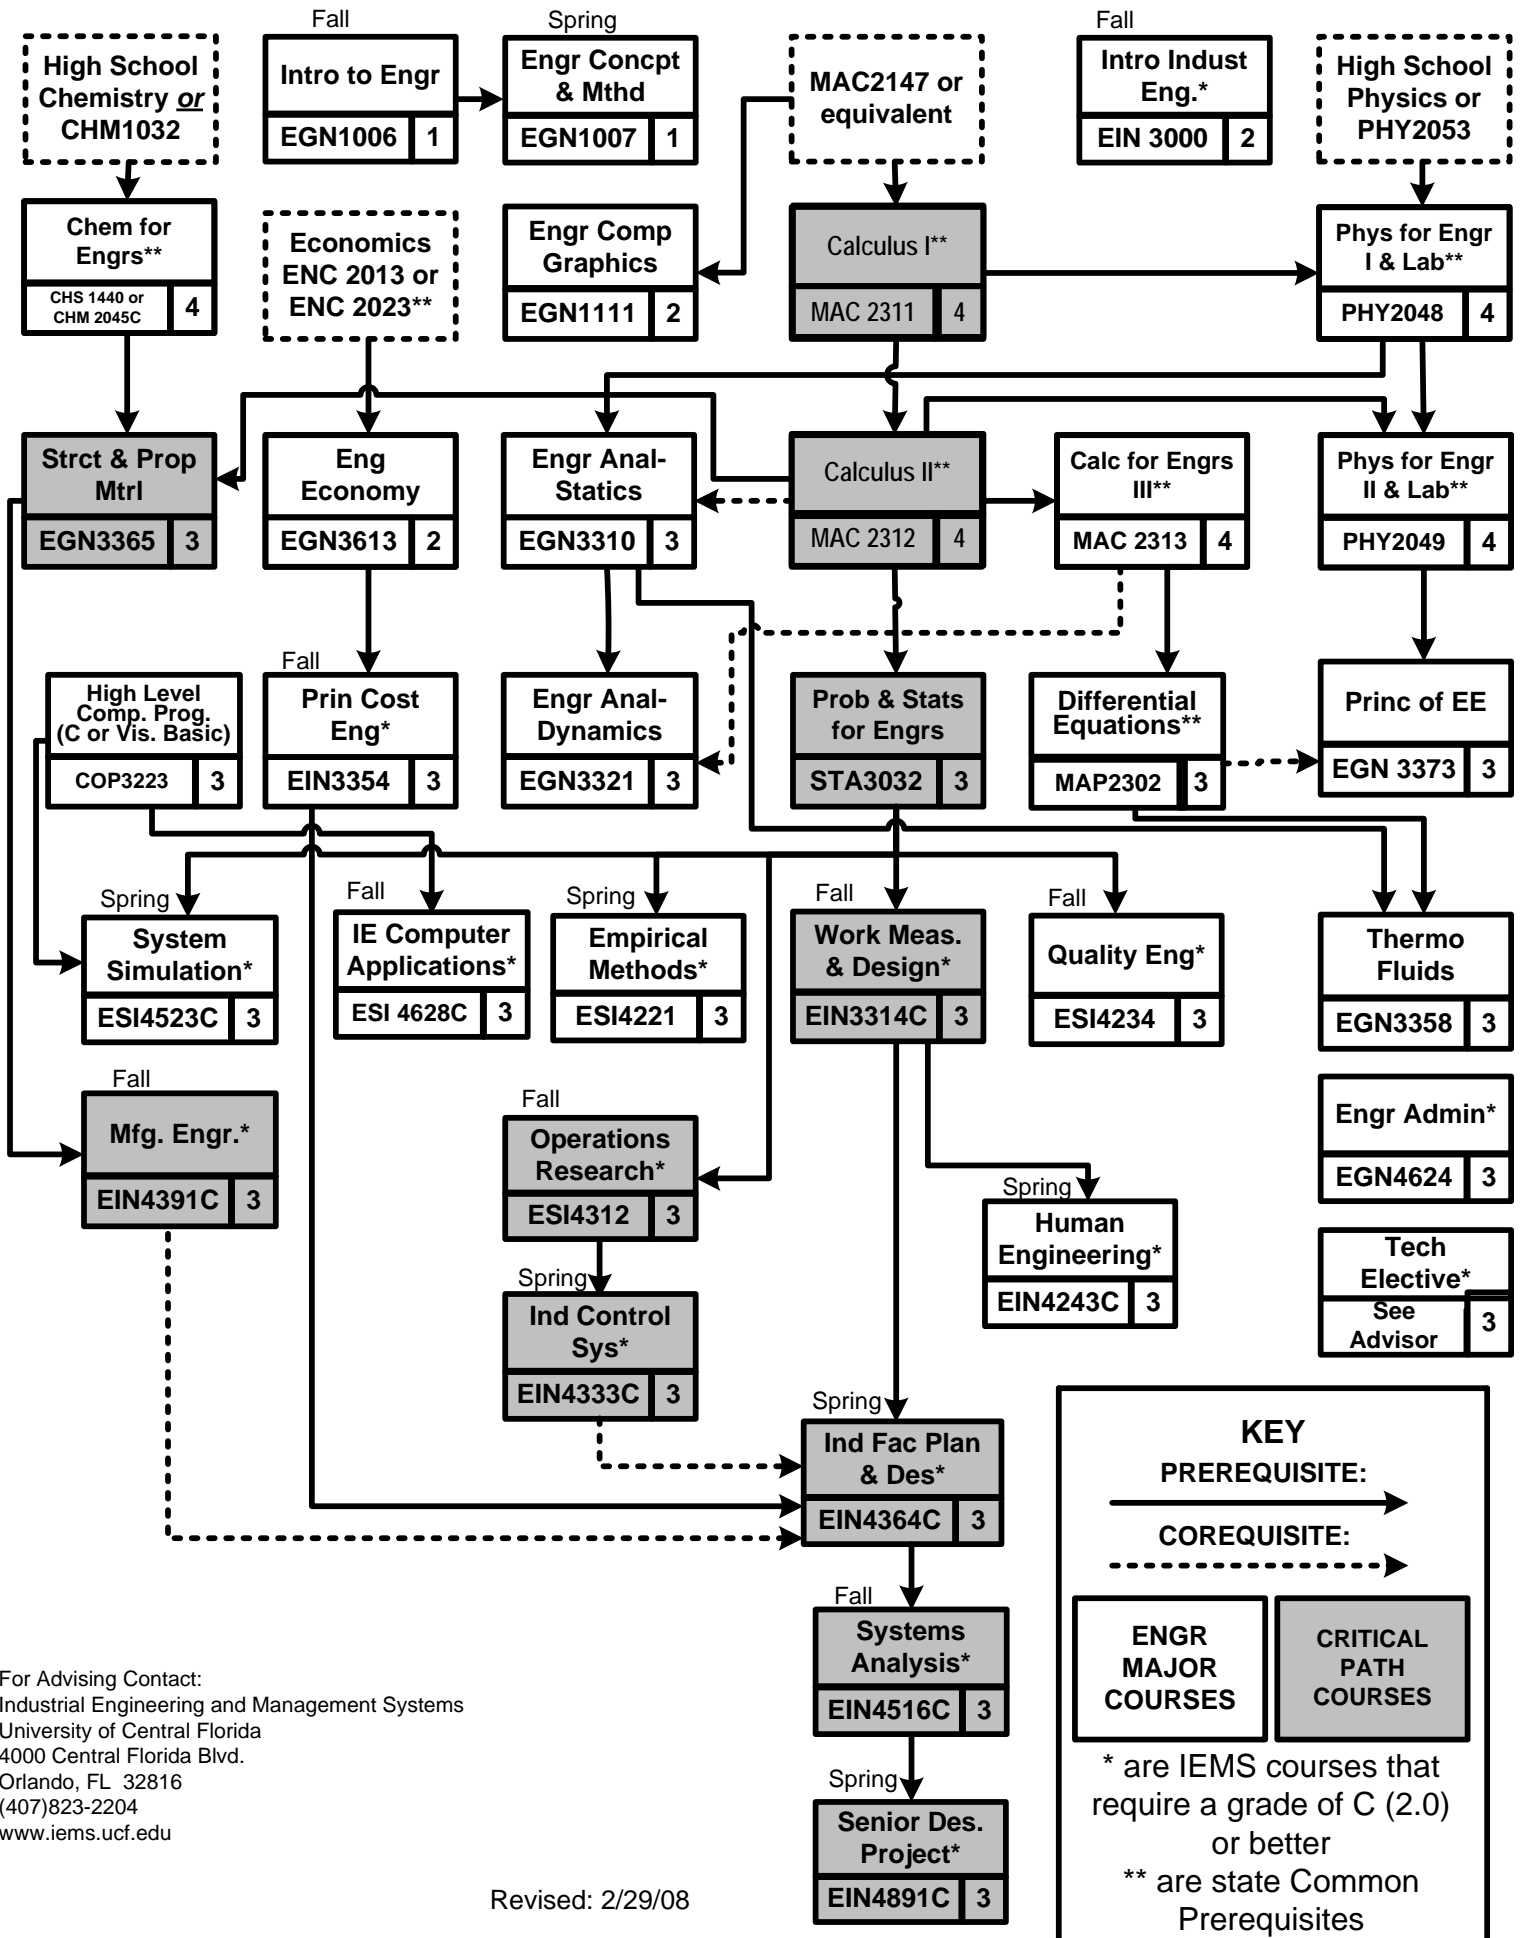 Fall
Spring
Fall
High School
Chemistry or
CHM1032
Intro to Engr
EGN1006 1
Engr Concpt
& Mthd
EGN1007 1
MAC2147 or
equivalent
Intro Indust
Eng.*
EIN 3000 2
High School
Physics or
PHY2053
Chem for
Engrs**
CHS 1440 or
CHM 2045C
4
Economics
ENC 2013 or
ENC 2023**
Engr Comp
Graphics
EGN1111 2
Calculus I**
MAC 2311 4
Phys for Engr
I & Lab**
PHY2048 4
Strct & Prop
Mtrl
EGN3365 3
Eng
Economy
EGN3613 2
Engr Anal-
Statics
EGN3310 3
Calculus II**
MAC 2312 4
Calc for Engrs
III**
MAC 2313 4
Phys for Engr
II & Lab**
PHY2049 4
High Level
Comp. Prog.
(C or Vis. Basic)
COP3223 3
Fall
Prin Cost
Eng*
EIN3354 3
Engr Anal-
Dynamics
EGN3321 3
Prob & Stats
for Engrs
STA3032 3
Differential
Equations**
MAP2302 3
Princ of EE
EGN 3373 3
Spring
System
Simulation*
ESI4523C 3
Fall
IE Computer
Applications*
ESI 4628C 3
Spring
Empirical
Methods*
ESI4221 3
Fall
Work Meas.
& Design*
EIN3314C 3
Fall
Quality Eng*
ESI4234 3
Thermo
Fluids
EGN3358 3
Fall
Mfg. Engr.*
EIN4391C 3
Fall
Operations
Research*
ESI4312 3
Engr Admin*
EGN4624 3
Spring
Human
Engineering*
EIN4243C 3
Tech
Elective*
See
Advisor
3
Spring
Ind Control
Sys*
EIN4333C 3
Spring
Ind Fac Plan
& Des*
EIN4364C 3
Fall
Systems
Analysis*
EIN4516C 3
Spring
Senior Des.
Project*
EIN4891C 3
KEY
PREREQUISITE:
COREQUISITE:
ENGR
MAJOR
COURSES
CRITICAL
PATH
COURSES
* are IEMS courses that
require a grade of C (2.0)
or better
** are state Common
Prerequisites
For Advising Contact:
Industrial Engineering and Management Systems
University of Central Florida
4000 Central Florida Blvd.
Orlando, FL 32816
(407)823-2204
www.iems.ucf.edu
Revised: 2/29/08